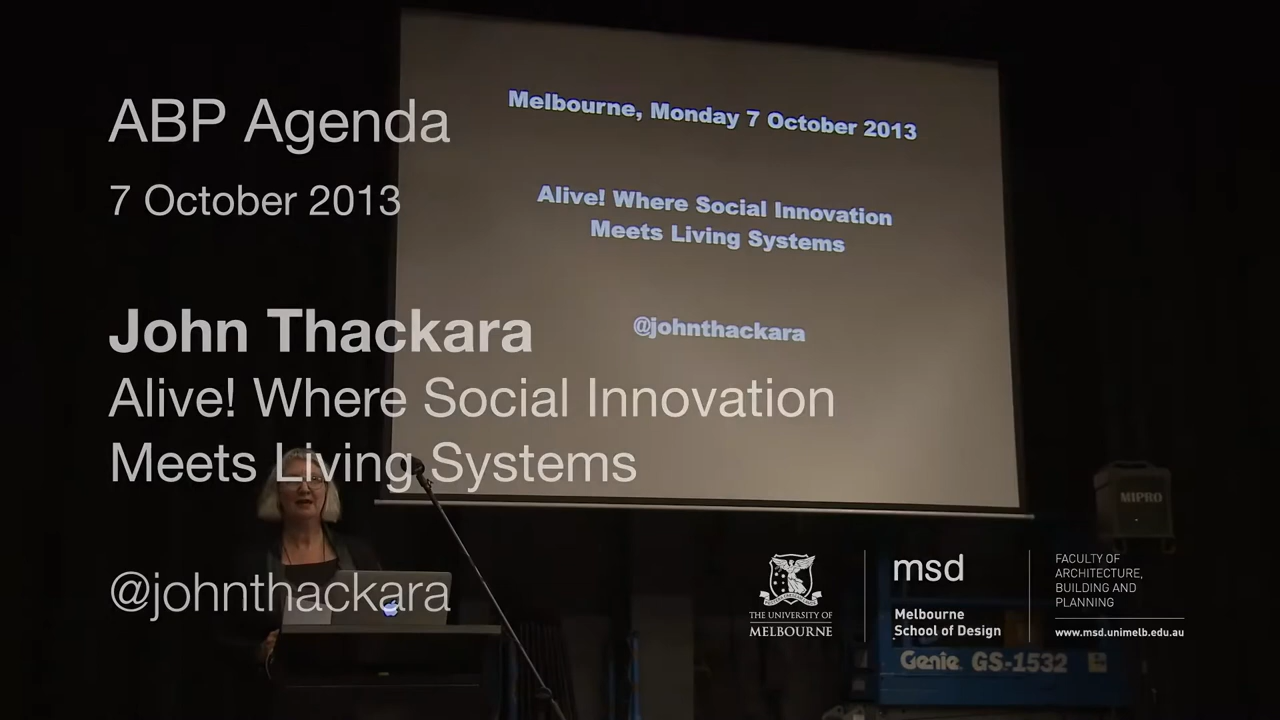 ABP Agenda
7 October 2013
John Thackara
Alive! Where Social Innovation
Meets Living Systems
@johnthackara
Melbourne, Monday 7 October 2013
Alive! Where Social Innovation
Meets Living Systems
@johnthackara
MIPRO
THE UNIVERSITY OF
MELBOURNE
msd
Melbourne
School of Design
FACULTY OF
ARCHITECTURE,
BUILDING AND
PLANNING
www.msd.unimelb.edu.au
Genie GS-1532